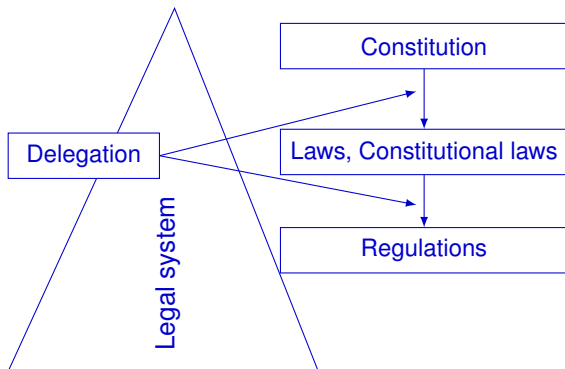 Constitution
Delegation
Laws, Constitutional laws
Legal system
Regulations